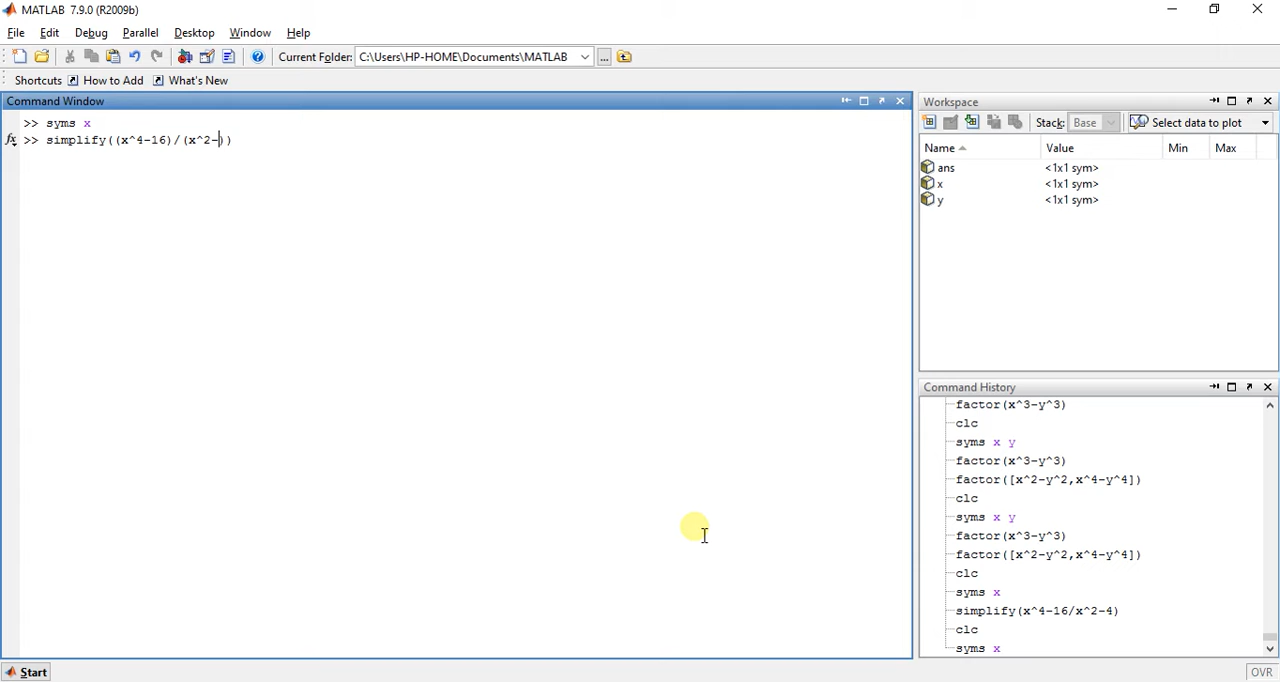 MATLAB 7.9.0 (R2009b)
File Edit Debug Parallel Desktop Window Help
Current Folder: C:\Users\HP-HOME\Documents\MATLAB ...
Shortcuts How to Add What's New
Command Window
>> syms x
fx >> simplify((x^4-16)/(x^2-))
Workspace
Stack: Base Select data to plot
Name Value Min Max
ans <1x1 sym>
x <1x1 sym>
y <1x1 sym>
Command History
factor(x^3-y^3)
clc
syms x y
factor(x^3-y^3)
factor([x^2-y^2,x^4-y^4])
clc
syms x y
factor(x^3-y^3)
factor([x^2-y^2,x^4-y^4])
clc
syms x
simplify(x^4-16/x^2-4)
clc
syms x
Start
OVR